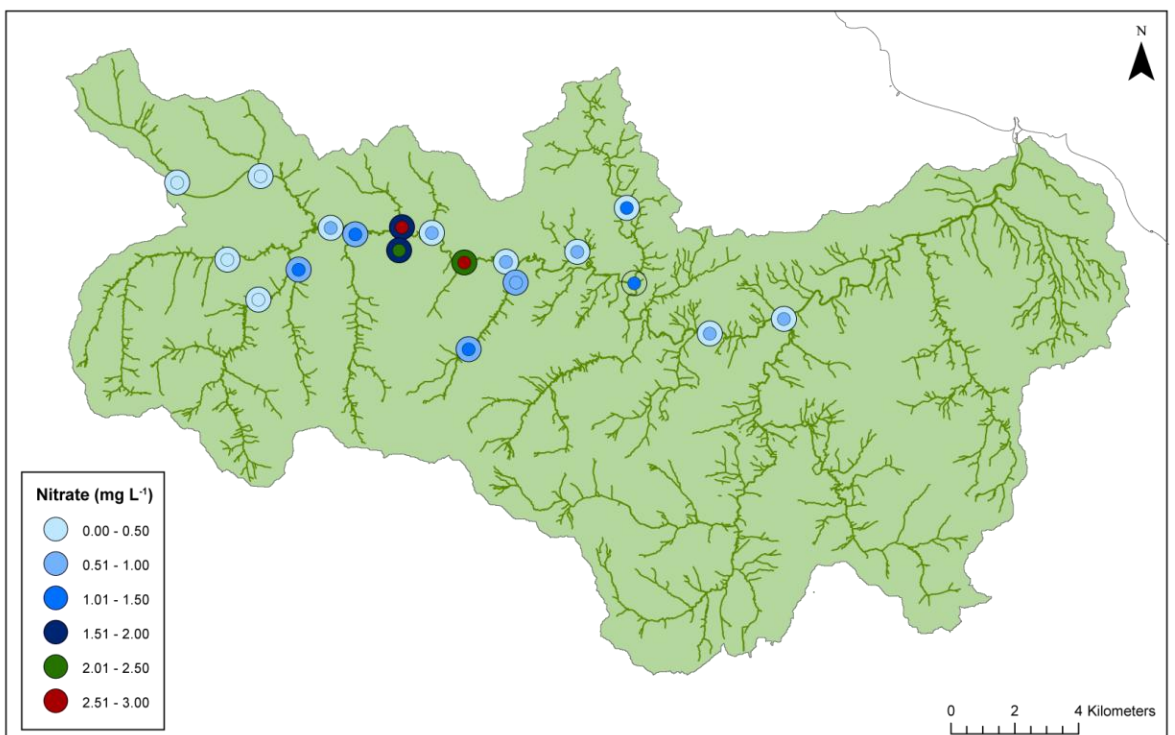 N
Nitrate (mg L-1)
0.00 - 0.50
0.51 - 1.00
1.01 - 1.50
1.51 - 2.00
2.01 - 2.50
2.51 - 3.00
0 2 4 Kilometers